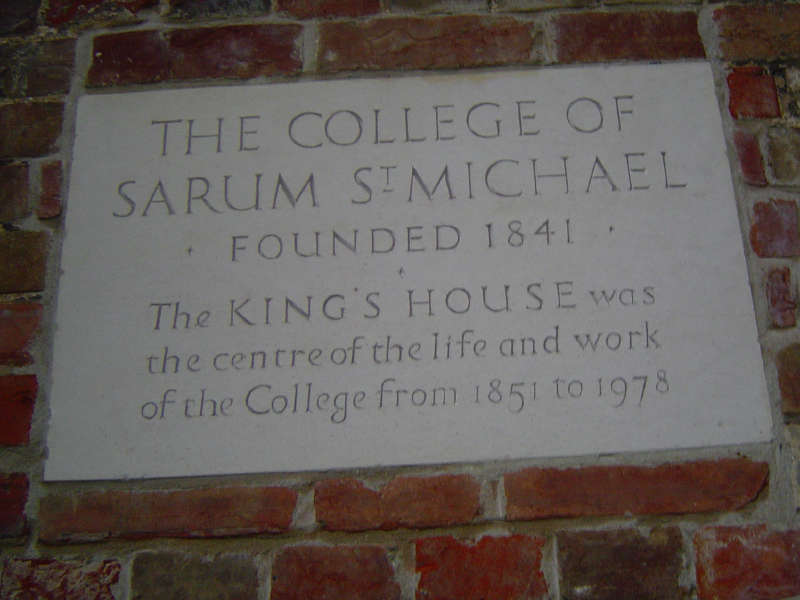 THE COLLEGE OF
SARUM ST MICHAEL
· FOUNDED 1841 ·
The KING'S HOUSE was
the centre of the life and work
of the College from 1851 to 1978